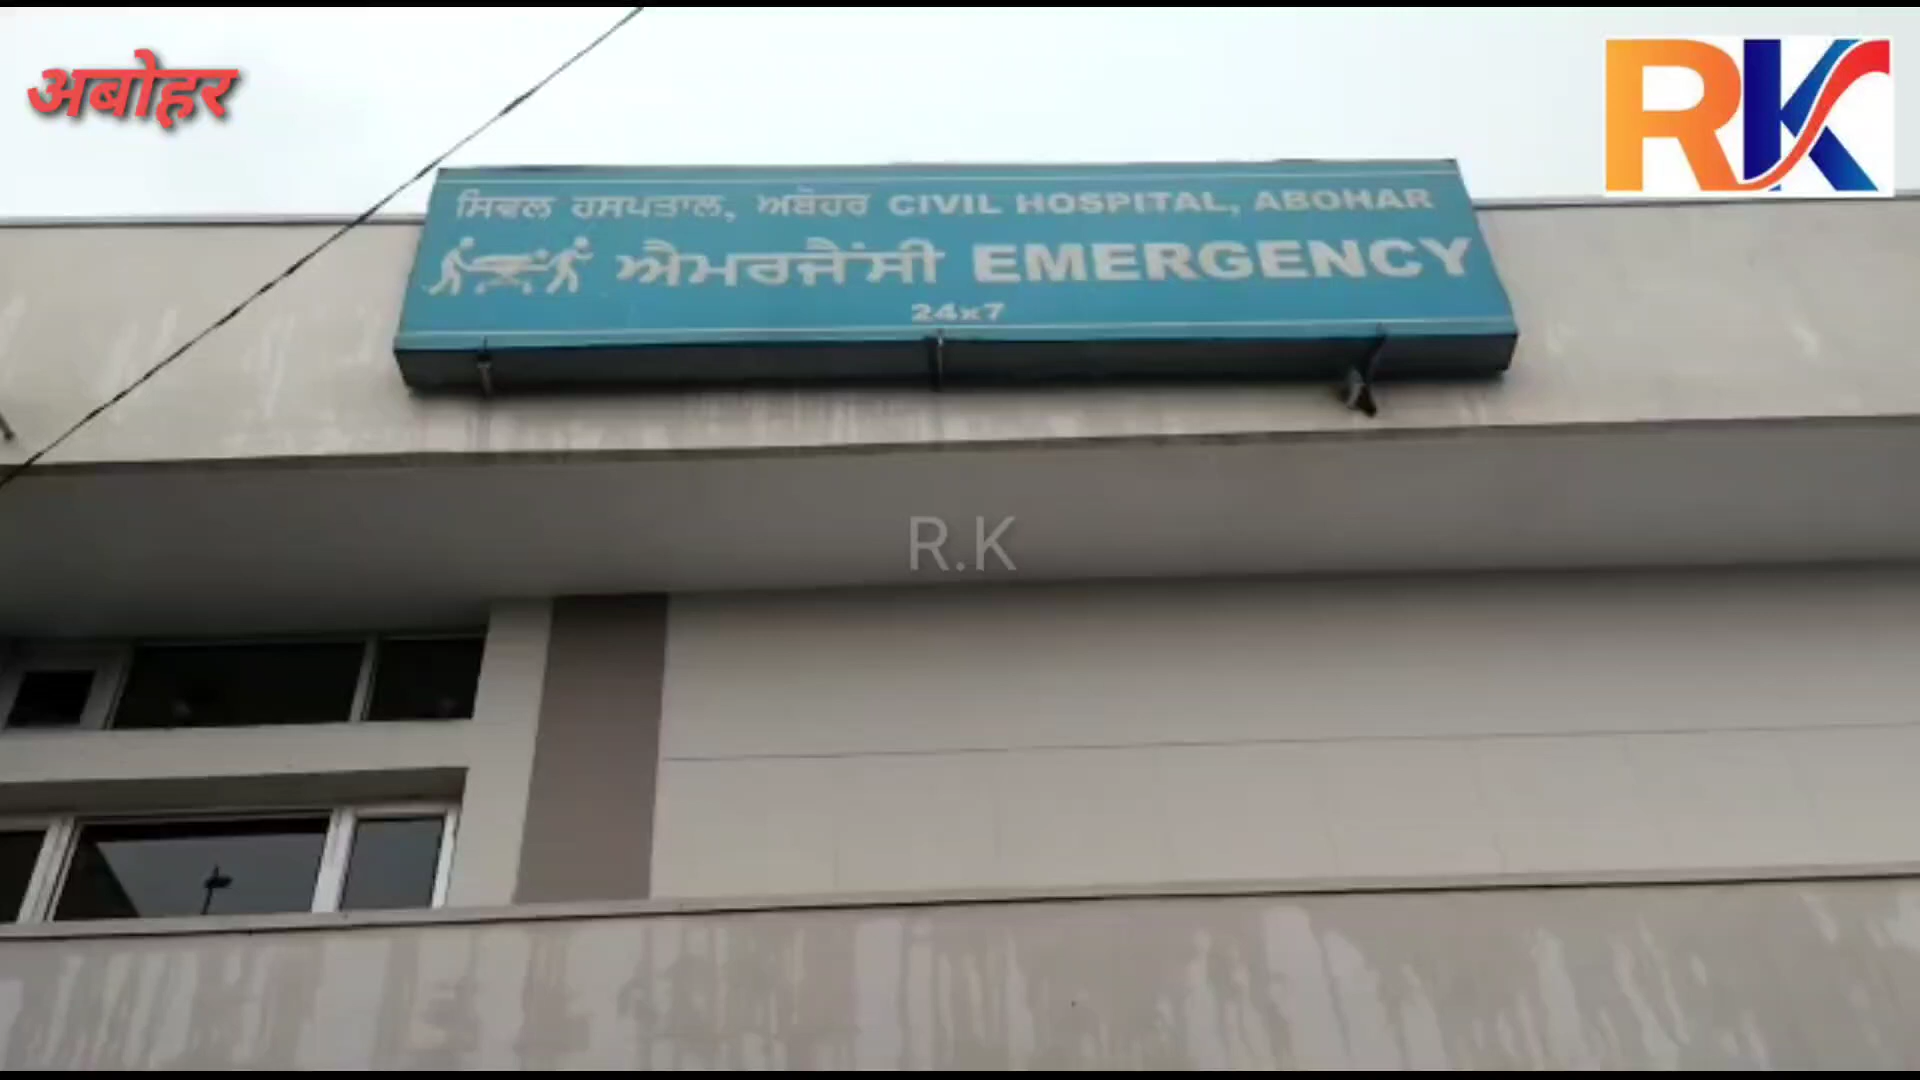 अबोहर
RK
ਸਿਵਲ ਹਸਪਤਾਲ, ਅਬੋਹਰ CIVIL HOSPITAL, ABOHAR
ਐਮਰਜੈਂਸੀ EMERGENCY
24x7
R.K